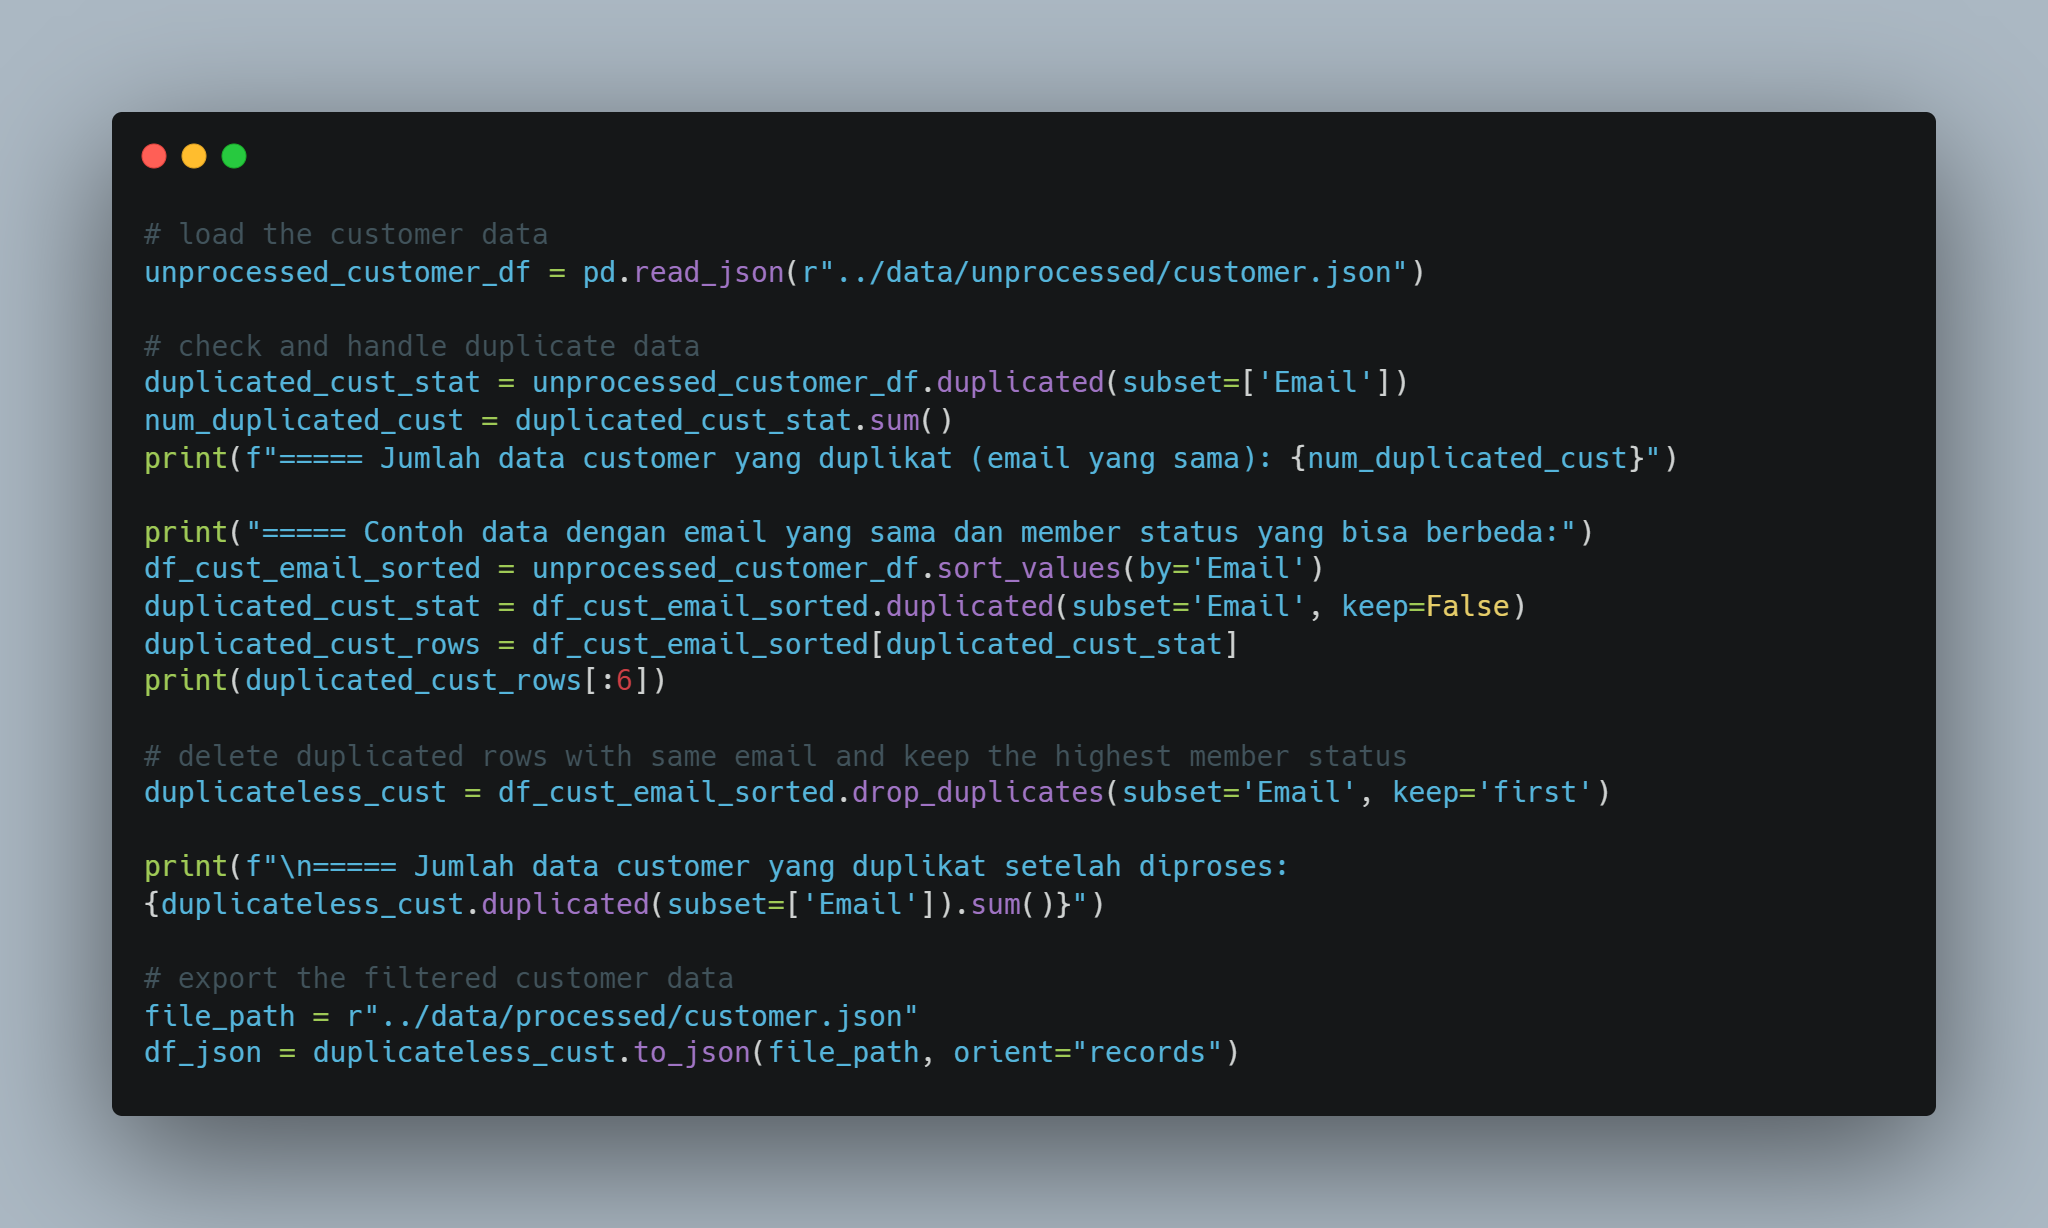 # load the customer data
unprocessed_customer_df = pd.read_json(r"../data/unprocessed/customer.json")
# check and handle duplicate data
duplicated_cust_stat = unprocessed_customer_df.duplicated(subset=['Email'])
num_duplicated_cust = duplicated_cust_stat.sum()
print(f"===== Jumlah data customer yang duplikat (email yang sama): {num_duplicated_cust}")
print("===== Contoh data dengan email yang sama dan member status yang bisa berbeda:")
df_cust_email_sorted = unprocessed_customer_df.sort_values(by='Email')
duplicated_cust_stat = df_cust_email_sorted.duplicated(subset='Email', keep=False)
duplicated_cust_rows = df_cust_email_sorted[duplicated_cust_stat]
print(duplicated_cust_rows[:6])
# delete duplicated rows with same email and keep the highest member status
duplicateless_cust = df_cust_email_sorted.drop_duplicates(subset='Email', keep='first')
print(f"\n===== Jumlah data customer yang duplikat setelah diproses:
{duplicateless_cust.duplicated(subset=['Email']).sum()}")
# export the filtered customer data
file_path = r"../data/processed/customer.json"
df_json = duplicateless_cust.to_json(file_path, orient="records")